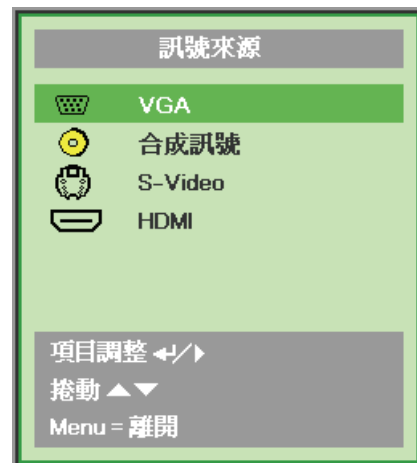 訊號來源
VGA
合成訊號
S-Video
HDMI
項目調整 ↵/▶
捲動 ▲▼
Menu = 離開